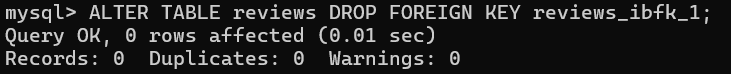 mysql> ALTER TABLE reviews DROP FOREIGN KEY reviews_ibfk_1;
Query OK, 0 rows affected (0.01 sec)
Records: 0  Duplicates: 0  Warnings: 0